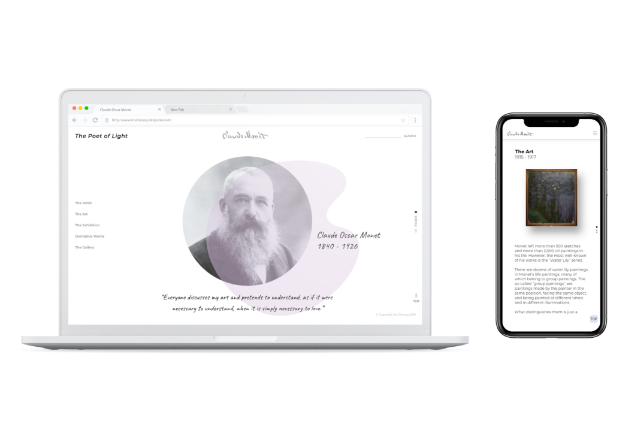 Claude Oscar Monet
New Tab
The Poet of Light
Claude Monet
The Artist
The Art
The Exhibition
The Gallery
Claude Oscar Monet
1840 - 1926
"Everyone discusses my art and pretends to understand, as if it were
necessary to understand, when it is simply necessary to love."
Claude Monet
The Art
Monet left more than 500 sketches
and more than 2,000 oil paintings in
his life. However, the most well-known
of his works is the "Water Lily" series.
There are dozens of water lily paintings
in Monet's life paintings, many of
which belong to group paintings. The
so-called "group paintings" are
paintings made by the painter in the
same position, facing the same object,
and being painted at different times
and in different illuminations.
What distinguishes them is just a